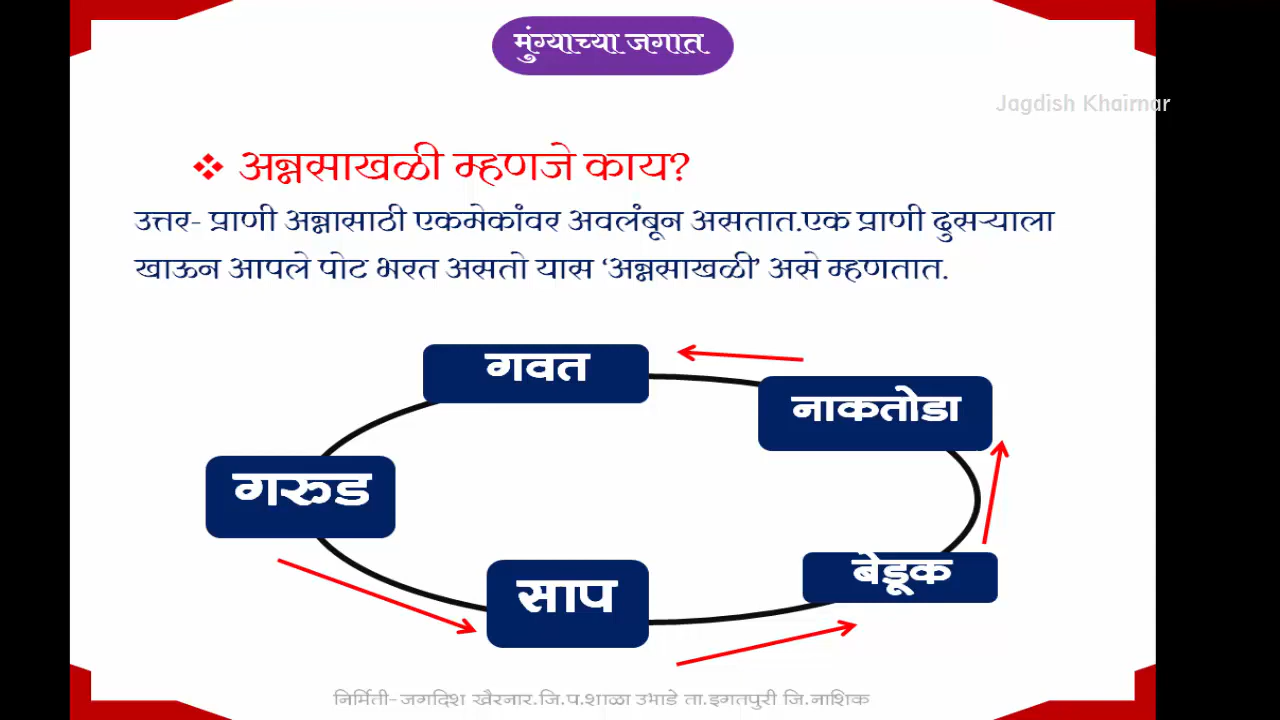 मुंग्याच्या जगात
Jagdish Khairnar
❖ अन्नसाखळी म्हणजे काय?
उत्तर- प्राणी अन्नासाठी एकमेकांवर अवलंबून असतात.एक प्राणी दुसऱ्याला
खाऊन आपले पोट भरत असतो यास ‘अन्नसाखळी’ असे म्हणतात.
गवत
नाकतोडा
गरुड
बेडूक
साप
निर्मिती- जगदिश खैरनार.जि.प.शाळा उभाडे ता.इगतपुरी जि.नाशिक